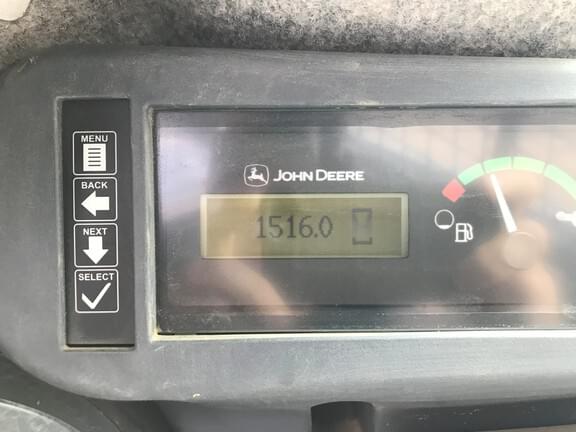 MENU
BACK
NEXT
SELECT
JOHN DEERE
1516.0